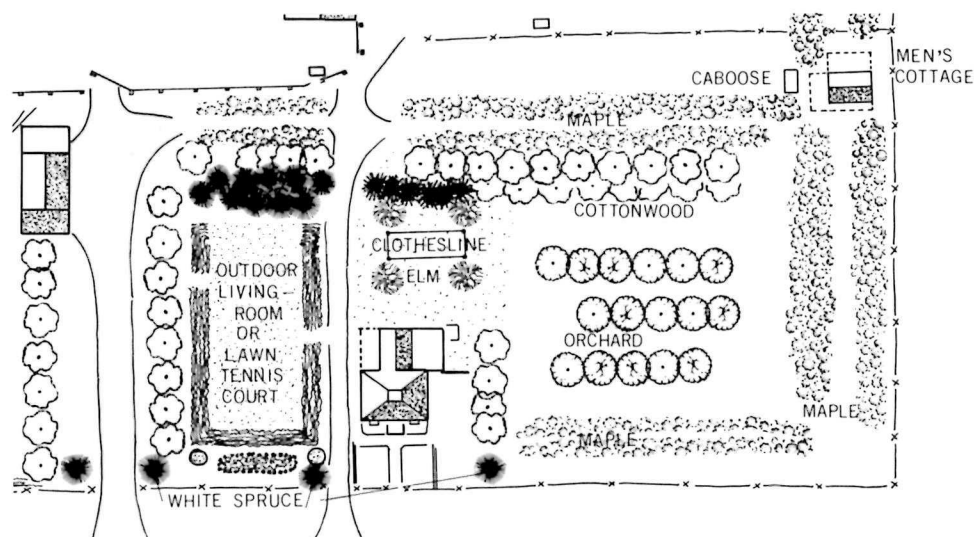 MEN'S
COTTAGE
CABOOSE
MAPLE
COTTONWOOD
CLOTHESLINE
ELM
OUTDOOR
LIVING
ROOM
OR
LAWN
TENNIS
COURT
ORCHARD
MAPLE
MAPLE
WHITE SPRUCE